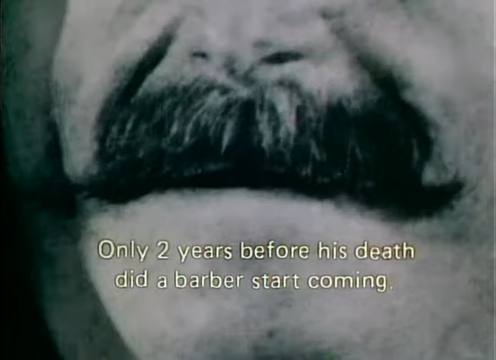 Only 2 years before his death
did a barber start coming.